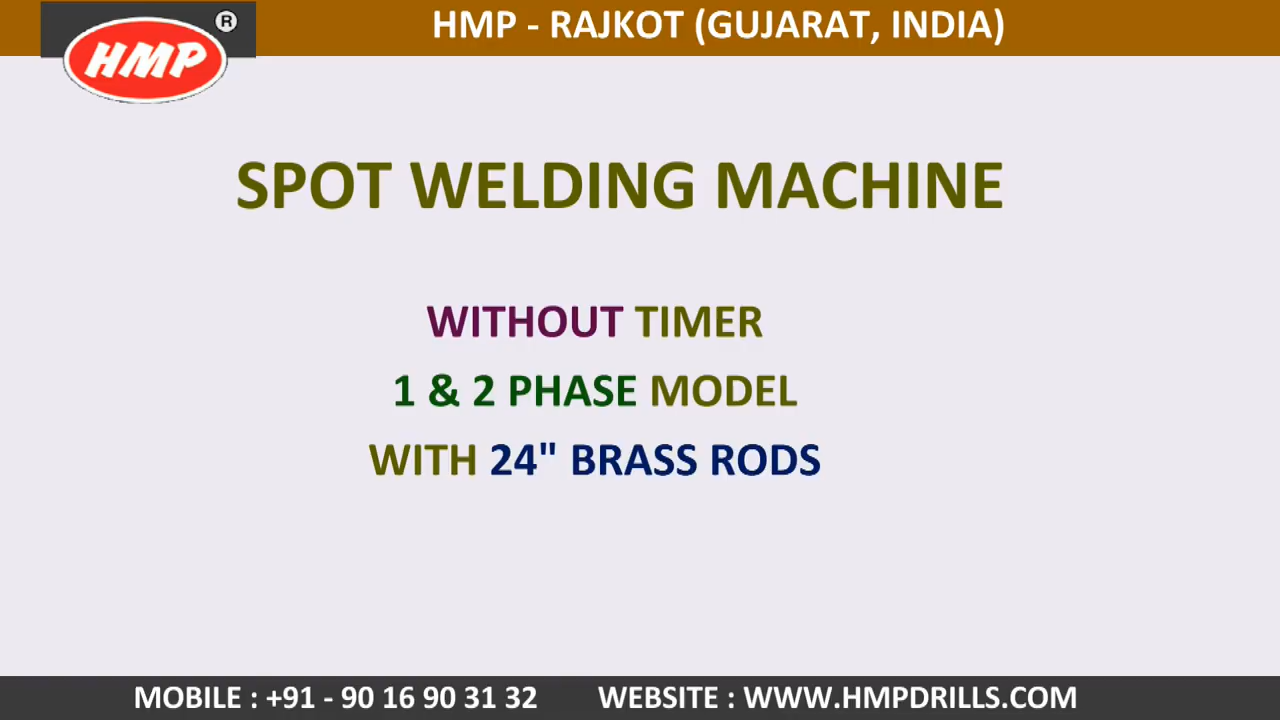 HMP ®
HMP - RAJKOT (GUJARAT, INDIA)
SPOT WELDING MACHINE
WITHOUT TIMER
1 & 2 PHASE MODEL
WITH 24" BRASS RODS
MOBILE : +91 - 90 16 90 31 32 WEBSITE : WWW.HMPDRILLS.COM